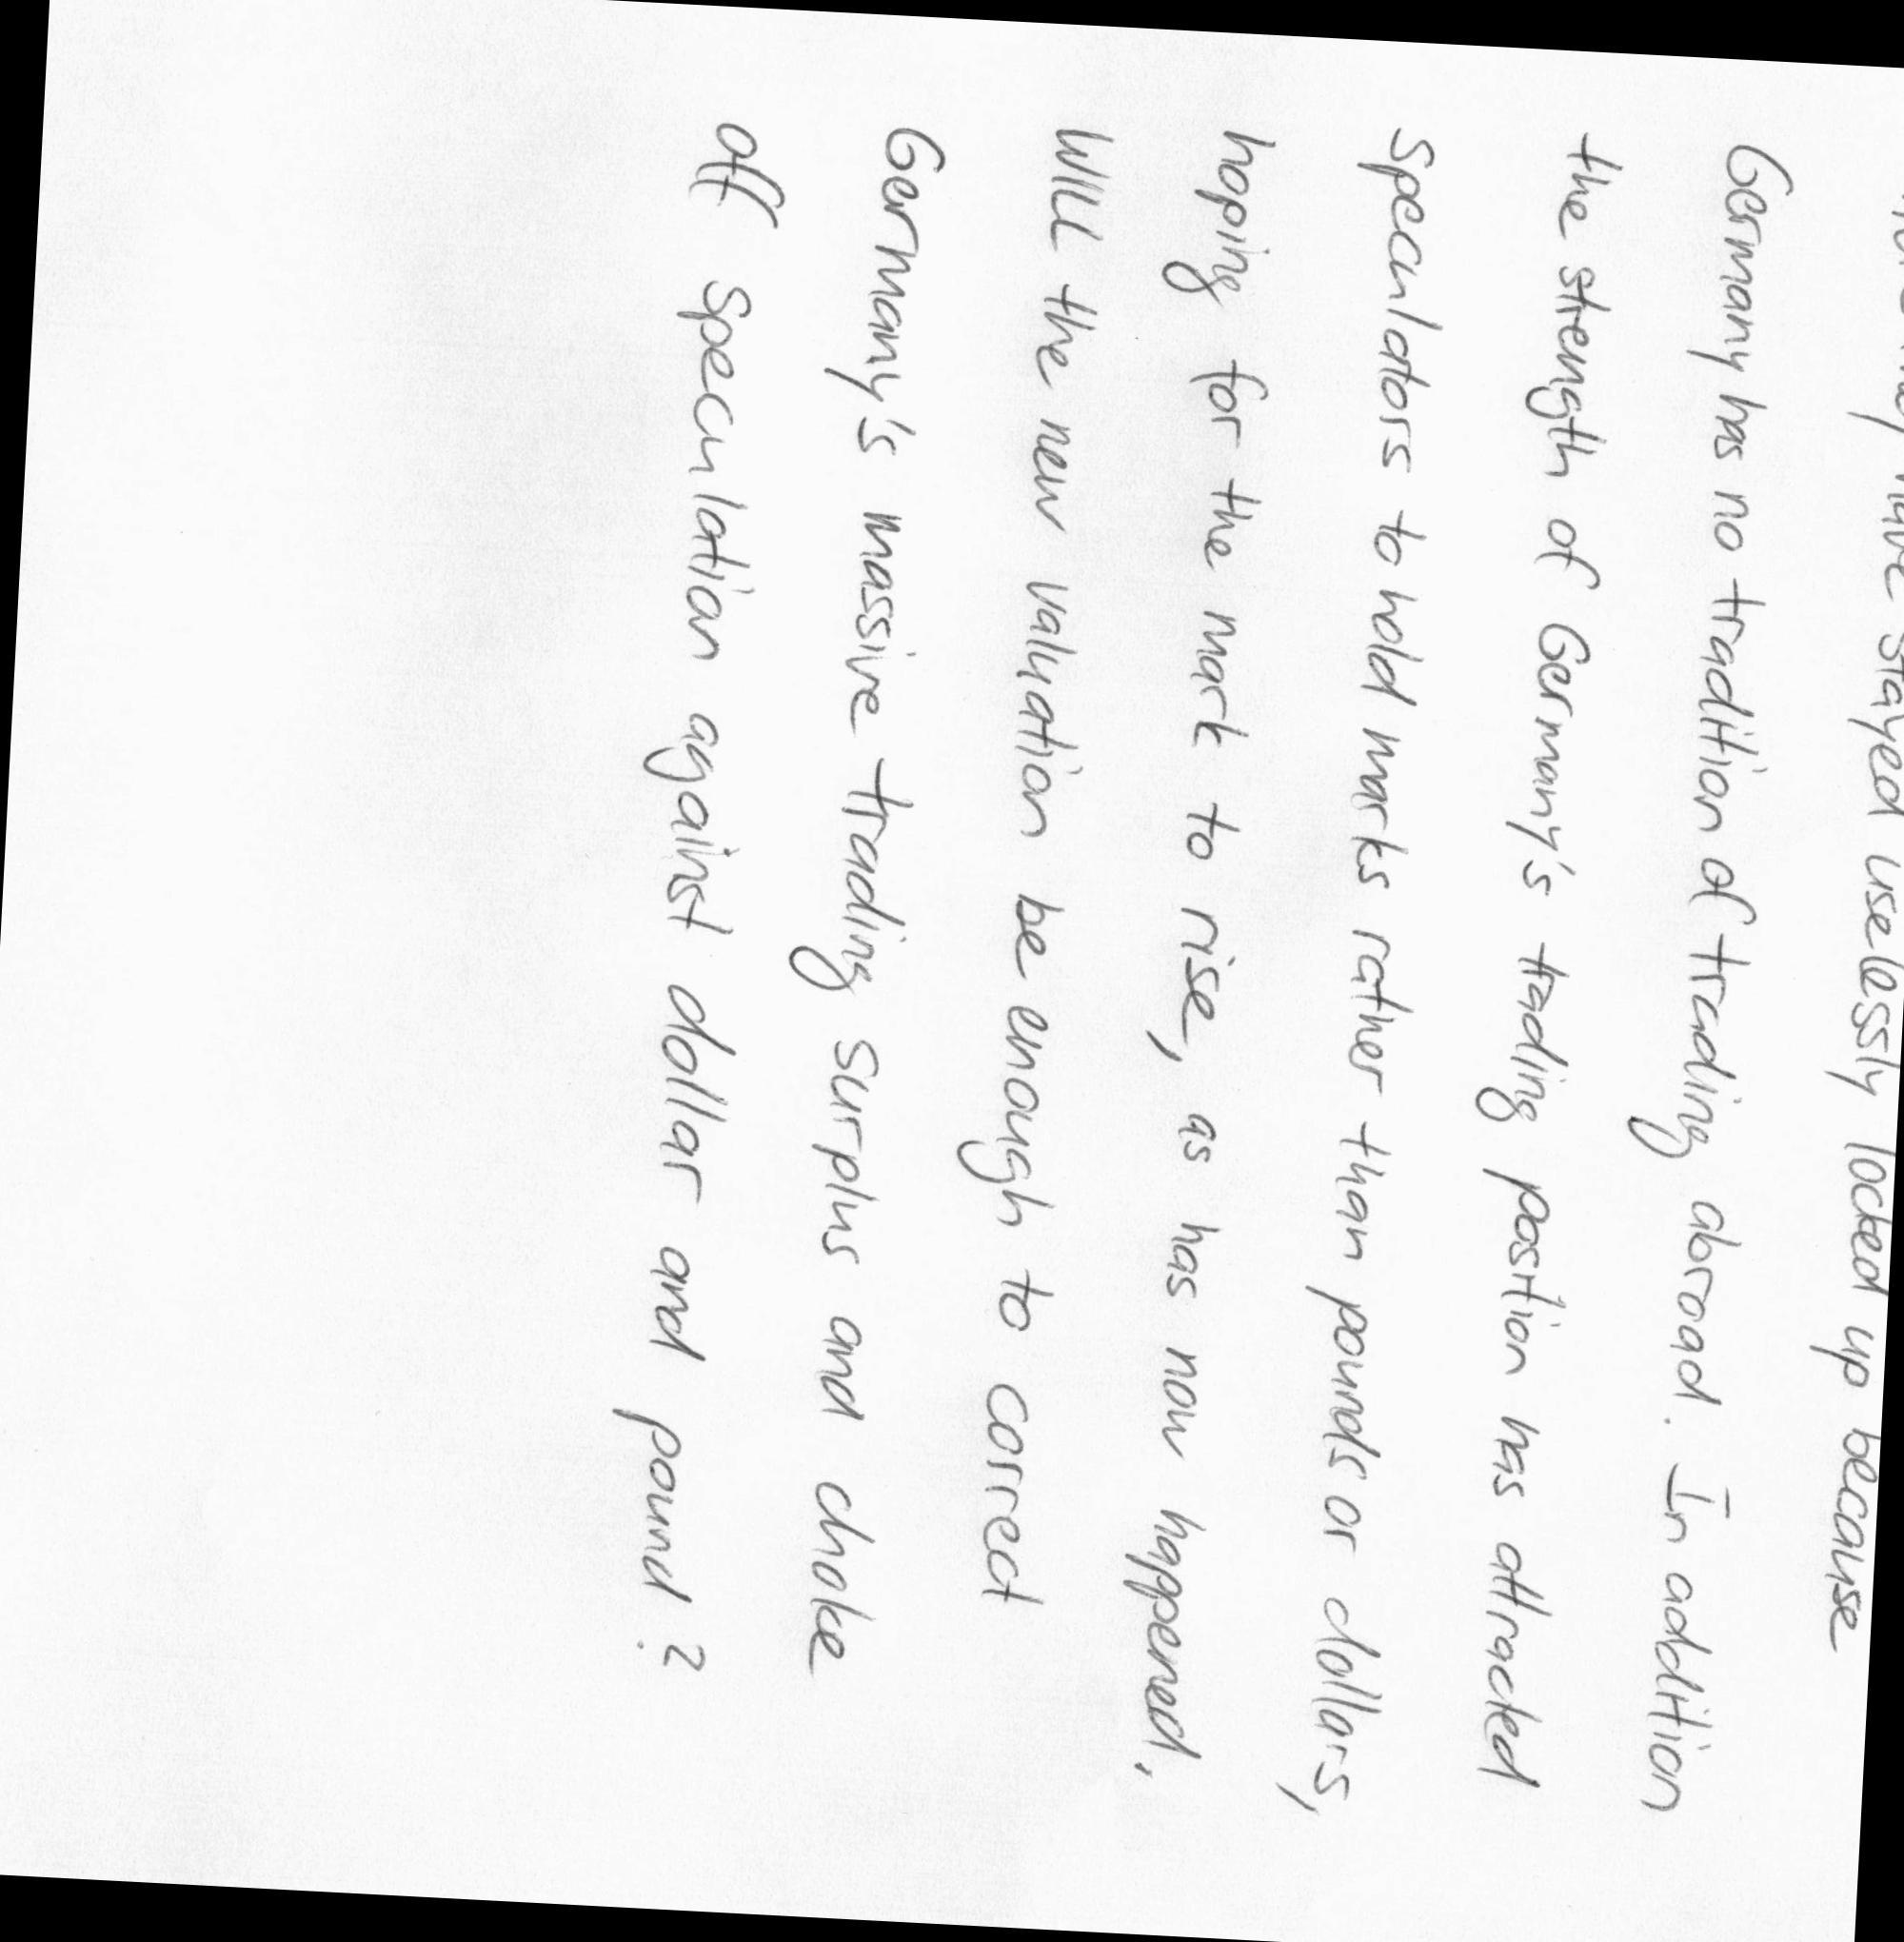 have stayed uselessly locked up because
Germany has no tradition of trading abroad. In addition
the strength of Germany's trading position has attracted
speculators to hold marks rather than pounds or dollars,
hoping for the mark to rise, as has now happened,
Will the new valuation be enough to correct
Germany's massive trading surplus and choke
off speculation against dollar and pound?